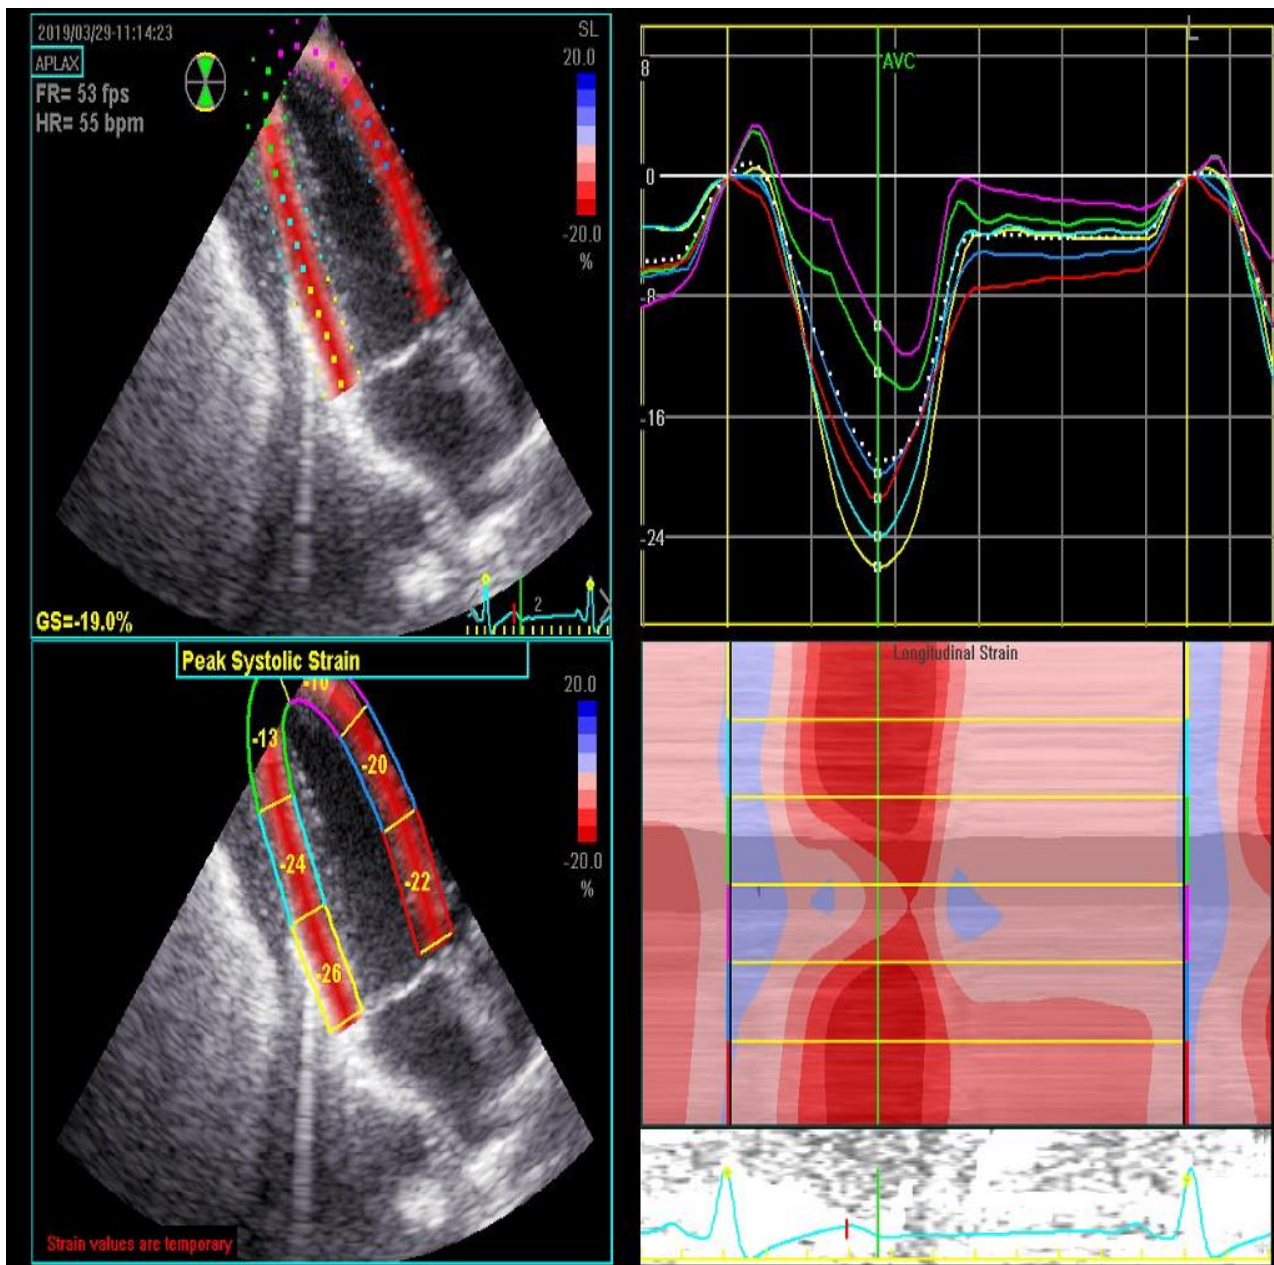 2019/03/29-11:14:23
APLAX
FR= 53 fps
HR= 55 bpm
SL
20.0
-20.0
%
GS=-19.0%
2
AVC
L
8
0
-8
-16
-24
Peak Systolic Strain
20.0
-20.0
%
-13
-20
-24
-22
-26
Strain values are temporary
Longitudinal Strain